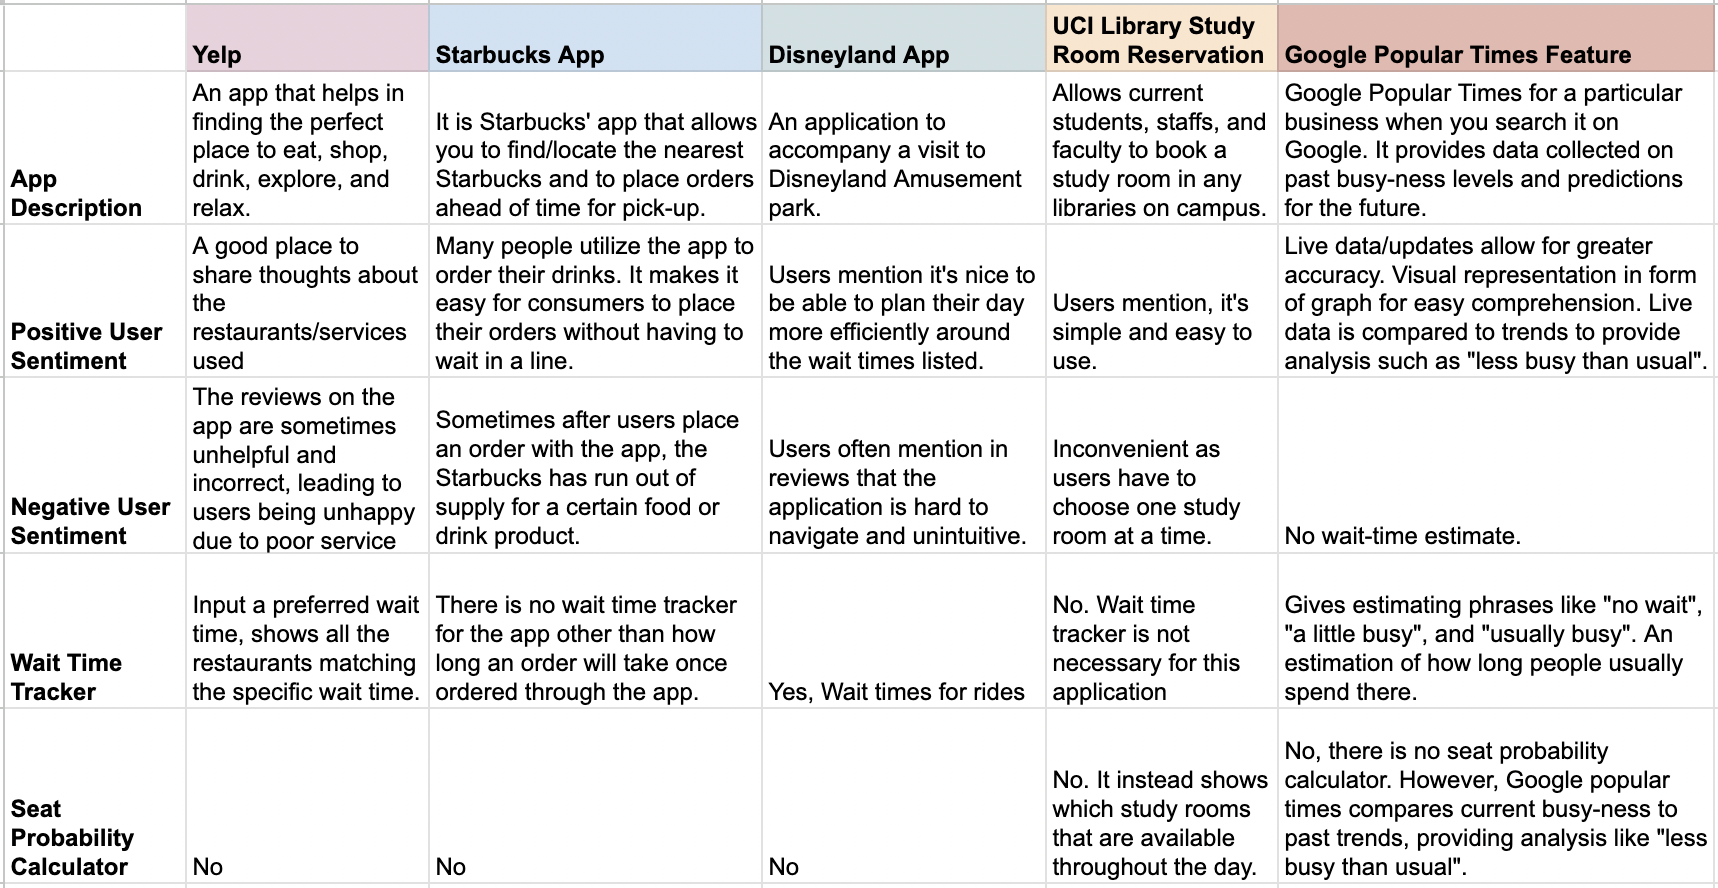 Yelp
Starbucks App
Disneyland App
UCI Library Study
Room Reservation
Google Popular Times Feature
App
Description
An app that helps in
finding the perfect
place to eat, shop,
drink, explore, and
relax.
It is Starbucks' app that allows
you to find/locate the nearest
Starbucks and to place orders
ahead of time for pick-up.
An application to
accompany a visit to
Disneyland Amusement
park.
Allows current
students, staffs, and
faculty to book a
study room in any
libraries on campus.
Google Popular Times for a particular
business when you search it on
Google. It provides data collected on
past busy-ness levels and predictions
for the future.
Positive User
Sentiment
A good place to
share thoughts about
the
restaurants/services
used
Many people utilize the app to
order their drinks. It makes it
easy for consumers to place
their orders without having to
wait in a line.
Users mention it's nice to
be able to plan their day
more efficiently around
the wait times listed.
Users mention, it's
simple and easy to
use.
Live data/updates allow for greater
accuracy. Visual representation in form
of graph for easy comprehension. Live
data is compared to trends to provide
analysis such as "less busy than usual".
Negative User
Sentiment
The reviews on the
app are sometimes
unhelpful and
incorrect, leading to
users being unhappy
due to poor service
Sometimes after users place
an order with the app, the
Starbucks has run out of
supply for a certain food or
drink product.
Users often mention in
reviews that the
application is hard to
navigate and unintuitive.
Inconvenient as
users have to
choose one study
room at a time.
No wait-time estimate.
Wait Time
Tracker
Input a preferred wait
time, shows all the
restaurants matching
the specific wait time.
There is no wait time tracker
for the app other than how
long an order will take once
ordered through the app.
Yes, Wait times for rides
No. Wait time
tracker is not
necessary for this
application
Gives estimating phrases like "no wait",
"a little busy", and "usually busy". An
estimation of how long people usually
spend there.
Seat
Probability
Calculator
No
No
No
No. It instead shows
which study rooms
that are available
throughout the day.
No, there is no seat probability
calculator. However, Google popular
times compares current busy-ness to
past trends, providing analysis like "less
busy than usual".